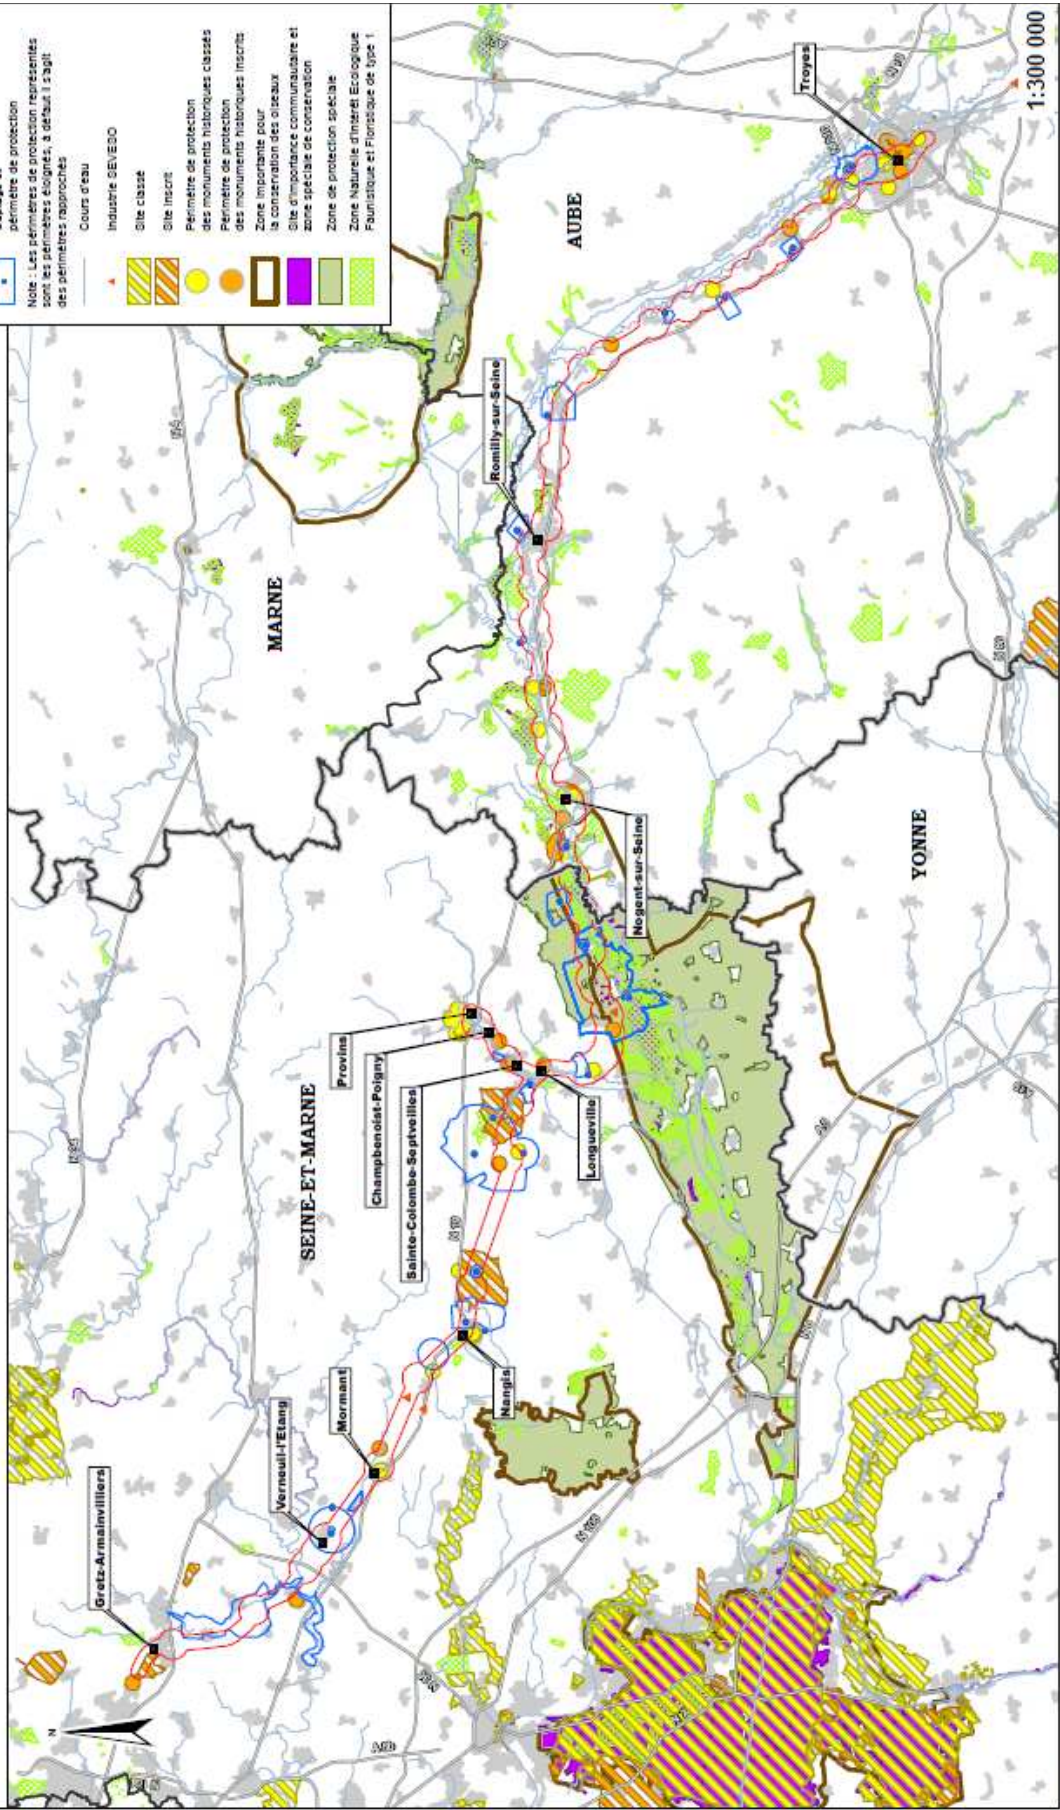 périmètre de protection
Note : Les périmètres de protection représentés
sont les périmètres éloignés, à défaut il s'agit
des périmètres rapprochés
Cours d'eau
Industrie SEVESO
Site classé
Site inscrit
Périmètre de protection
des monuments historiques classés
Périmètre de protection
des monuments historiques inscrits
Zone importante pour
la conservation des oiseaux
Site d'importance communautaire et
zone spéciale de conservation
Zone de protection spéciale
Zone Naturelle d'Intérêt Ecologique
Faunistique et Floristique de type 1
1:300 000
N
SEINE-ET-MARNE
MARNE
AUBE
YONNE
Gretz-Armainvilliers
Verneuil-l'Etang
Mormant
Nangis
Sainte-Colombe-Septveilles
Champbenoist-Poigny
Provins
Longueville
Nogent-sur-Seine
Romilly-sur-Seine
Troyes
N 19